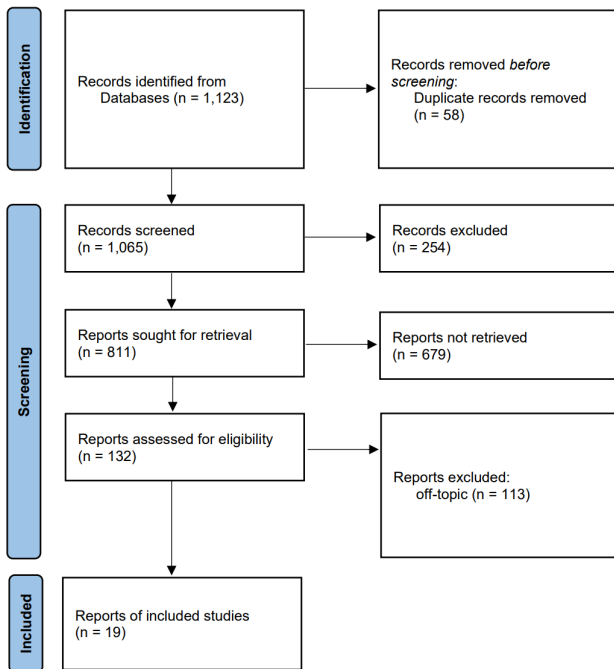 Identification
Records identified from
Databases (n = 1,123)
Records removed before
screening:
Duplicate records removed
(n = 58)
Screening
Records screened
(n = 1,065)
Records excluded
(n = 254)
Reports sought for retrieval
(n = 811)
Reports not retrieved
(n = 679)
Reports assessed for eligibility
(n = 132)
Reports excluded:
off-topic (n = 113)
Included
Reports of included studies
(n = 19)